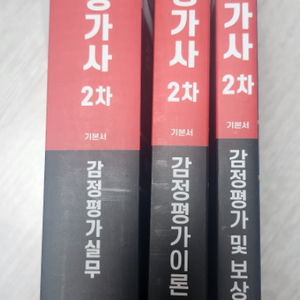 정가사
2차
기본서
감정평가실무
가사
2차
기본서
감정평가이론
가사
2차
기본서
감정평가 및 보상